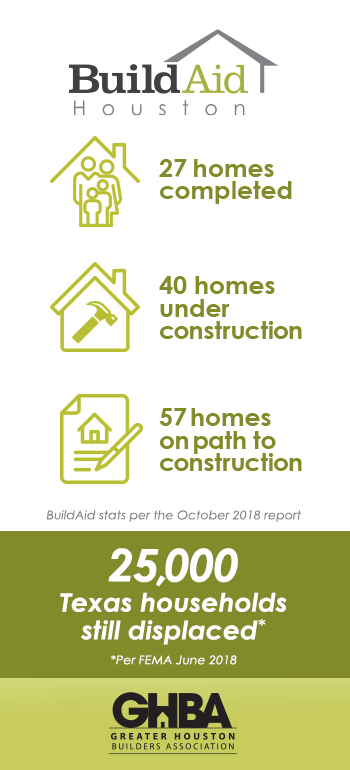 BuildAid
Houston
27 homes
completed
40 homes
under
construction
57 homes
on path to
construction
BuildAid stats per the October 2018 report
25,000
Texas households
still displaced*
*Per FEMA June 2018
GHBA
GREATER HOUSTON
BUILDERS ASSOCIATION